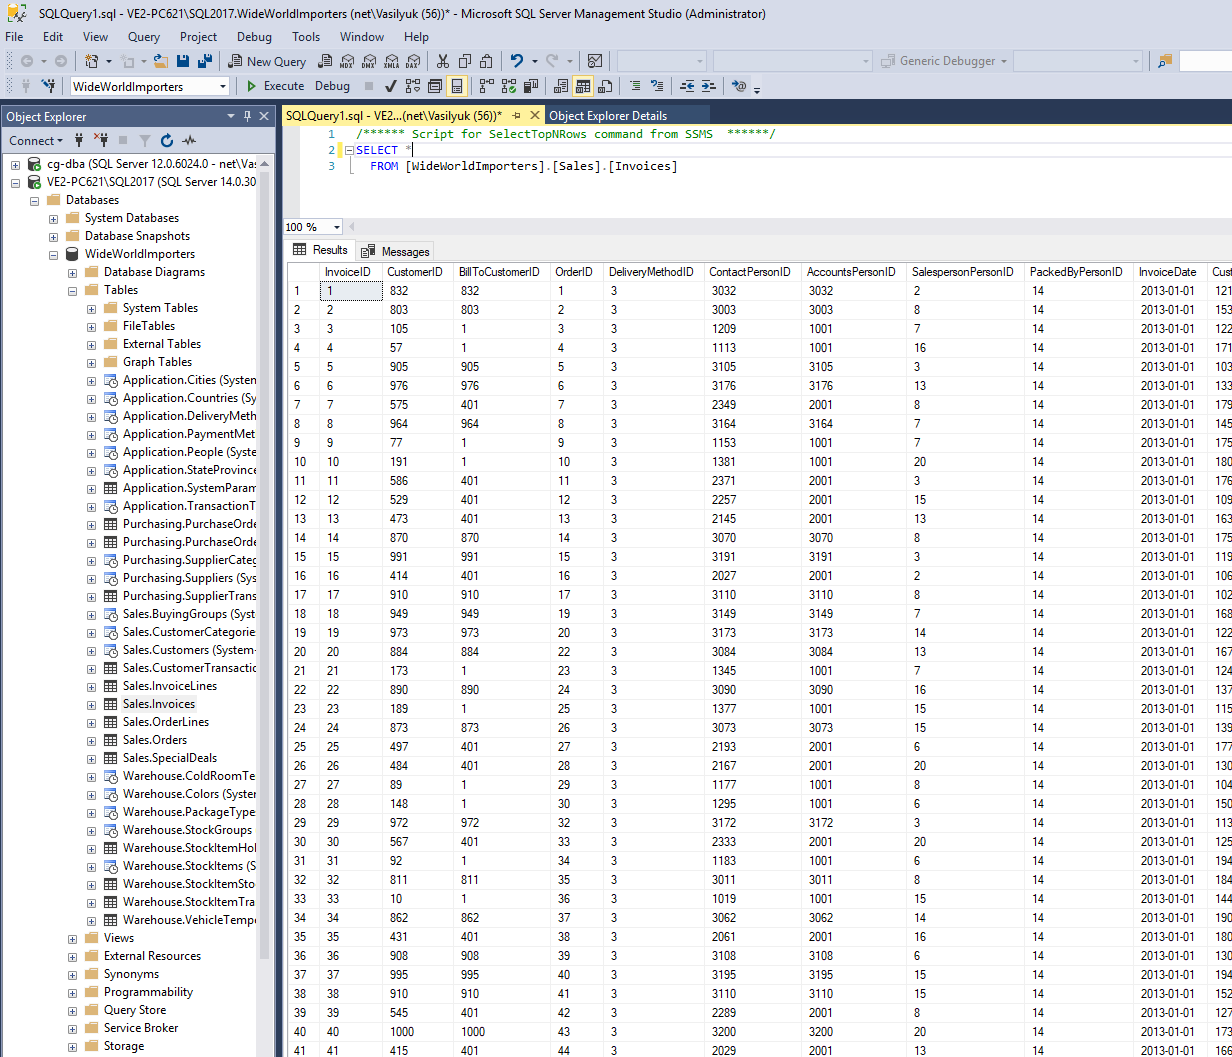 SQLQuery1.sql - VE2-PC621\SQL2017.WideWorldImporters (net\Vasilyuk (56))* - Microsoft SQL Server Management Studio (Administrator)
File Edit View Query Project Debug Tools Window Help
New Query MDX DMX XMLA DAX Generic Debugger
WideWorldImporters Execute Debug
Object Explorer
Connect
cg-dba (SQL Server 12.0.6024.0 - net\Vas
VE2-PC621\SQL2017 (SQL Server 14.0.30
Databases
System Databases
Database Snapshots
WideWorldImporters
Database Diagrams
Tables
System Tables
FileTables
External Tables
Graph Tables
Application.Cities (System
Application.Countries (Sy
Application.DeliveryMeth
Application.PaymentMet
Application.People (Syste
Application.StateProvince
Application.SystemParam
Application.TransactionT
Purchasing.PurchaseOrde
Purchasing.PurchaseOrde
Purchasing.SupplierCateg
Purchasing.Suppliers (Sys
Purchasing.SupplierTrans
Sales.BuyingGroups (Syst
Sales.CustomerCategorie
Sales.Customers (System-
Sales.CustomerTransactic
Sales.InvoiceLines
Sales.Invoices
Sales.OrderLines
Sales.Orders
Sales.SpecialDeals
Warehouse.ColdRoomTe
Warehouse.Colors (Syster
Warehouse.PackageType
Warehouse.StockGroups
Warehouse.StockItemHol
Warehouse.StockItems (S
Warehouse.StockItemSto
Warehouse.StockItemTra
Warehouse.VehicleTempe
Views
External Resources
Synonyms
Programmability
Query Store
Service Broker
Storage
SQLQuery1.sql - VE2...(net\Vasilyuk (56))* Object Explorer Details
1 /****** Script for SelectTopNRows command from SSMS ******/
2 SELECT *
3 FROM [WideWorldImporters].[Sales].[Invoices]
100 %
Results Messages
InvoiceID CustomerID BillToCustomerID OrderID DeliveryMethodID ContactPersonID AccountsPersonID SalespersonPersonID PackedByPersonID InvoiceDate Cust
1 1 832 832 1 3 3032 3032 2 14 2013-01-01 121
2 2 803 803 2 3 3003 3003 8 14 2013-01-01 153
3 3 105 1 3 3 1209 1001 7 14 2013-01-01 122
4 4 57 1 4 3 1113 1001 16 14 2013-01-01 171
5 5 905 905 5 3 3105 3105 3 14 2013-01-01 103
6 6 976 976 6 3 3176 3176 13 14 2013-01-01 133
7 7 575 401 7 3 2349 2001 8 14 2013-01-01 179
8 8 964 964 8 3 3164 3164 7 14 2013-01-01 145
9 9 77 1 9 3 1153 1001 7 14 2013-01-01 175
10 10 191 1 10 3 1381 1001 20 14 2013-01-01 180
11 11 586 401 11 3 2371 2001 3 14 2013-01-01 176
12 12 529 401 12 3 2257 2001 15 14 2013-01-01 109
13 13 473 401 13 3 2145 2001 13 14 2013-01-01 163
14 14 870 870 14 3 3070 3070 8 14 2013-01-01 175
15 15 991 991 15 3 3191 3191 3 14 2013-01-01 119
16 16 414 401 16 3 2027 2001 2 14 2013-01-01 106
17 17 910 910 17 3 3110 3110 8 14 2013-01-01 102
18 18 949 949 19 3 3149 3149 7 14 2013-01-01 168
19 19 973 973 20 3 3173 3173 14 14 2013-01-01 122
20 20 884 884 22 3 3084 3084 13 14 2013-01-01 167
21 21 173 1 23 3 1345 1001 7 14 2013-01-01 124
22 22 890 890 24 3 3090 3090 16 14 2013-01-01 137
23 23 189 1 25 3 1377 1001 15 14 2013-01-01 115
24 24 873 873 26 3 3073 3073 15 14 2013-01-01 139
25 25 497 401 27 3 2193 2001 6 14 2013-01-01 177
26 26 484 401 28 3 2167 2001 20 14 2013-01-01 130
27 27 89 1 29 3 1177 1001 8 14 2013-01-01 104
28 28 148 1 30 3 1295 1001 6 14 2013-01-01 150
29 29 972 972 32 3 3172 3172 3 14 2013-01-01 113
30 30 567 401 33 3 2333 2001 20 14 2013-01-01 125
31 31 92 1 34 3 1183 1001 6 14 2013-01-01 194
32 32 811 811 35 3 3011 3011 8 14 2013-01-01 184
33 33 10 1 36 3 1019 1001 15 14 2013-01-01 144
34 34 862 862 37 3 3062 3062 14 14 2013-01-01 190
35 35 431 401 38 3 2061 2001 16 14 2013-01-01 180
36 36 908 908 39 3 3108 3108 6 14 2013-01-01 130
37 37 995 995 40 3 3195 3195 15 14 2013-01-01 194
38 38 910 910 41 3 3110 3110 15 14 2013-01-01 152
39 39 545 401 42 3 2289 2001 8 14 2013-01-01 127
40 40 1000 1000 43 3 3200 3200 20 14 2013-01-01 173
41 41 415 401 44 3 2029 2001 13 14 2013-01-01 166